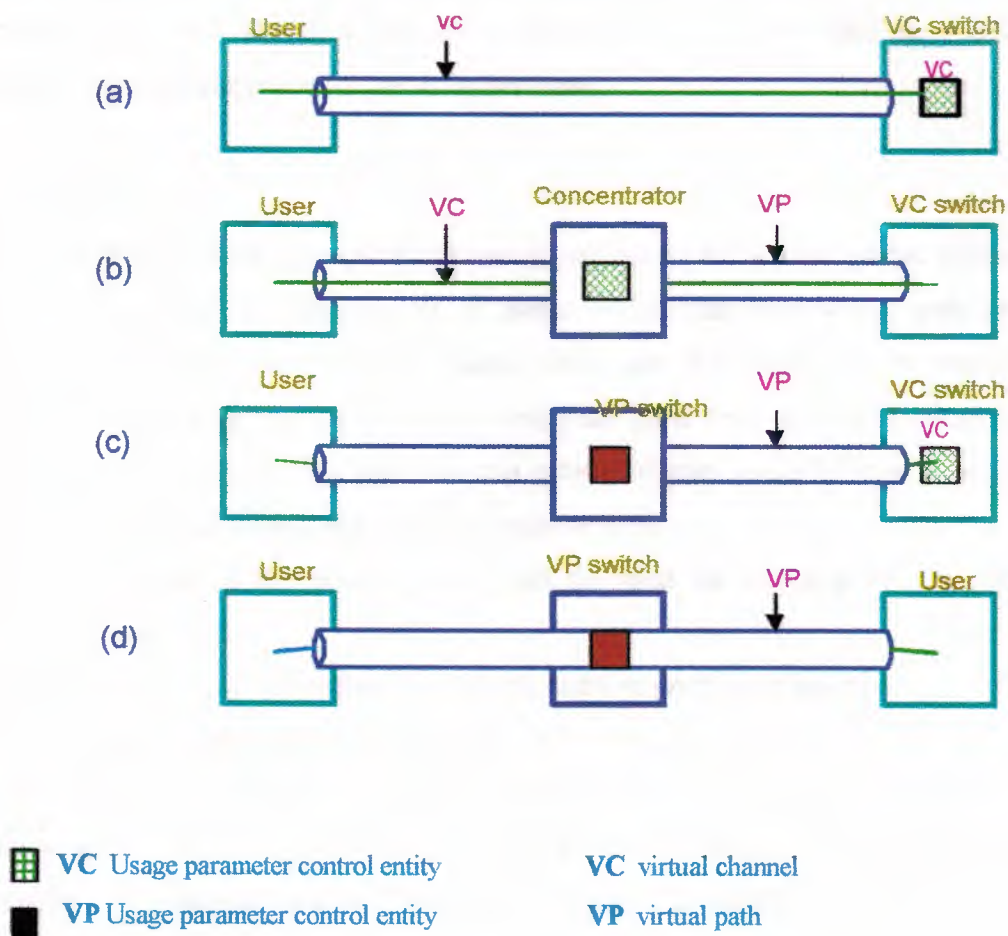 User vc VC switch
VC
(a)
User VC Concentrator VP VC switch
(b)
User VP switch VP VC switch
VC
(c)
User VP switch VP User
(d)
VC Usage parameter control entity VC virtual channel
VP Usage parameter control entity VP virtual path